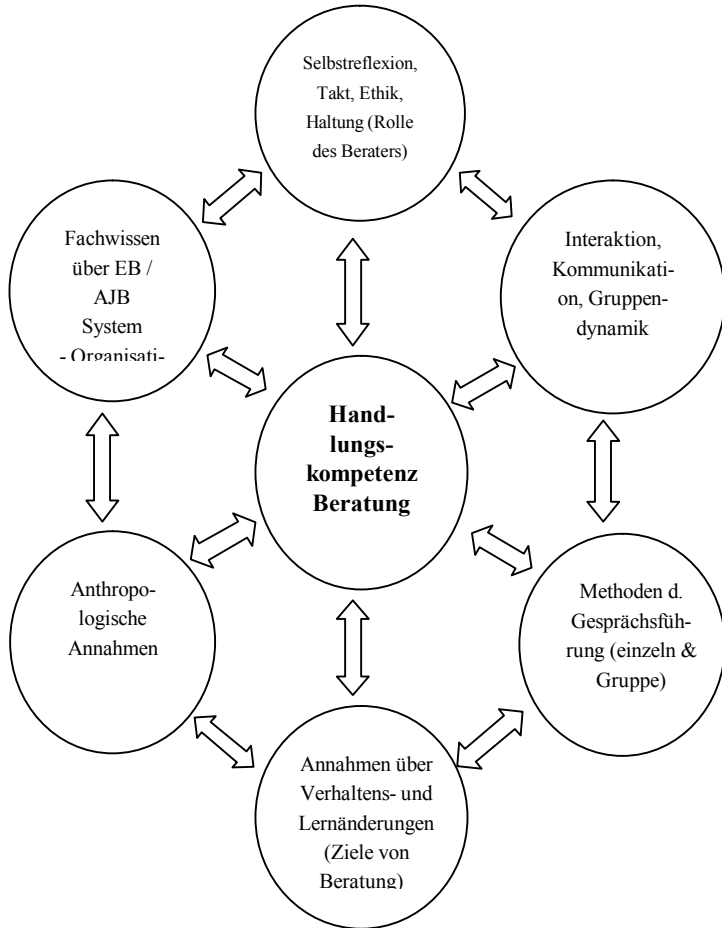 Selbstreflexion,
Takt, Ethik,
Haltung (Rolle
des Beraters)
Fachwissen
über EB /
AJB
System
- Organisati-
Interaktion,
Kommunikati-
on, Gruppen-
dynamik
Hand-
lungs-
kompetenz
Beratung
Anthropo-
logische
Annahmen
Methoden d.
Gesprächsfüh-
rung (einzeln &
Gruppe)
Annahmen über
Verhaltens- und
Lernänderungen
(Ziele von
Beratung)